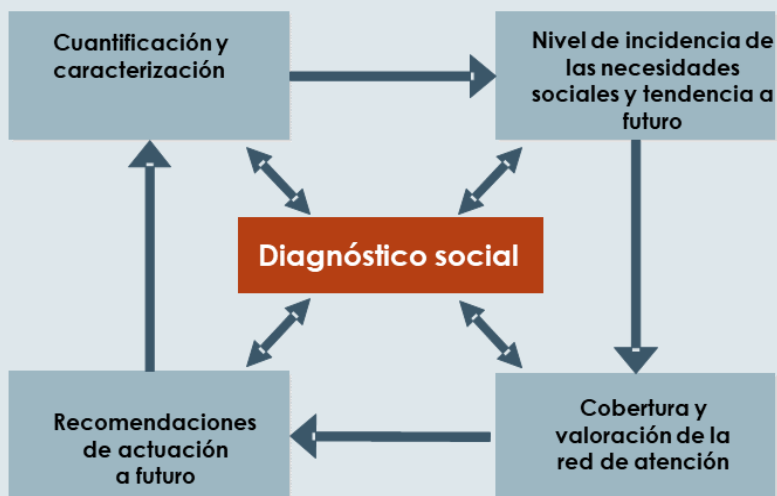 Cuantificación y
caracterización
Nivel de incidencia de
las necesidades
sociales y tendencia a
futuro
Diagnóstico social
Recomendaciones
de actuación
a futuro
Cobertura y
valoración de la
red de atención